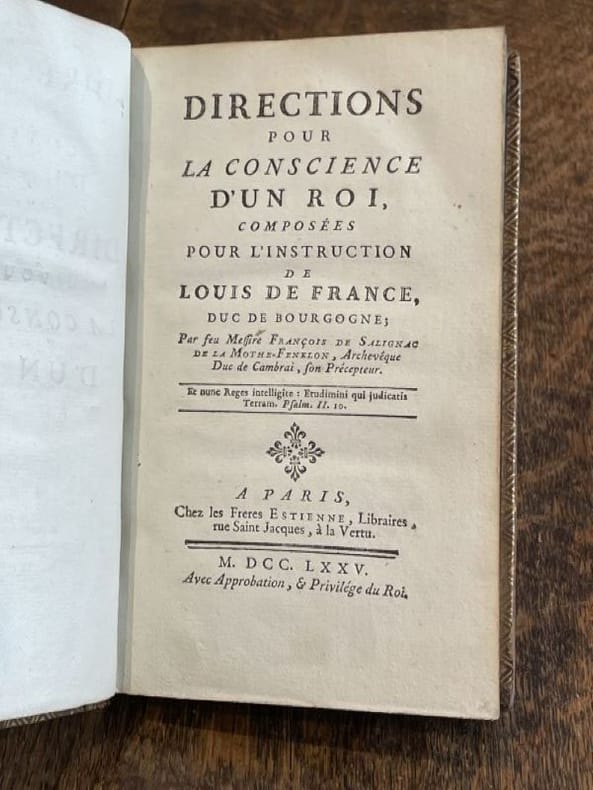 DIRECTIONS
POUR
LA CONSCIENCE
D'UN ROI,
COMPOSÉES
POUR L'INSTRUCTION
DE
LOUIS DE FRANCE,
DUC DE BOURGOGNE;
Par feu Meſſire FRANÇOIS DE SALIGNAC
DE LA MOTHE-FENELON, Archevêque
Duc de Cambrai, ſon Précepteur.
Et nunc Reges intelligite : Erudimini qui judicatis
Terram. Pſalm. II. 10.
A PARIS,
Chez les Freres ESTIENNE, Libraires,
rue Saint Jacques, à la Vertu.
M. DCC. LXXV.
Avec Approbation, & Privilége du Roi.